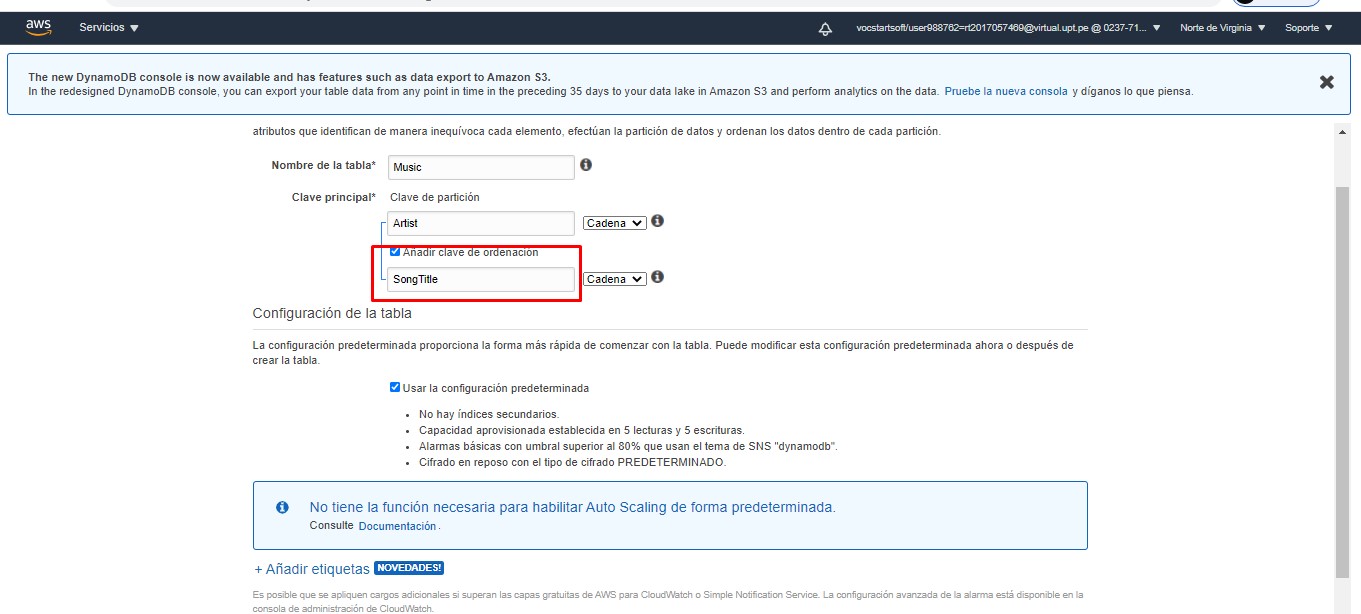 aws
Servicios
vocstartsoft/user988762=rt2017057469@virtual.upt.pe @ 0237-71...
Norte de Virginia
Soporte
The new DynamoDB console is now available and has features such as data export to Amazon S3.
In the redesigned DynamoDB console, you can export your table data from any point in time in the preceding 35 days to your data lake in Amazon S3 and perform analytics on the data. Pruebe la nueva consola y díganos lo que piensa.
atributos que identifican de manera inequívoca cada elemento, efectúan la partición de datos y ordenan los datos dentro de cada partición.
Nombre de la tabla* Music
Clave principal* Clave de partición
Artist Cadena
Añadir clave de ordenación
SongTitle Cadena
Configuración de la tabla
La configuración predeterminada proporciona la forma más rápida de comenzar con la tabla. Puede modificar esta configuración predeterminada ahora o después de
crear la tabla.
Usar la configuración predeterminada
• No hay índices secundarios.
• Capacidad aprovisionada establecida en 5 lecturas y 5 escrituras.
• Alarmas básicas con umbral superior al 80% que usan el tema de SNS "dynamodb".
• Cifrado en reposo con el tipo de cifrado PREDETERMINADO.
No tiene la función necesaria para habilitar Auto Scaling de forma predeterminada.
Consulte Documentación.
+ Añadir etiquetas NOVEDADES!
Es posible que se apliquen cargos adicionales si superan las capas gratuitas de AWS para CloudWatch o Simple Notification Service. La configuración avanzada de la alarma está disponible en la
consola de administración de CloudWatch.